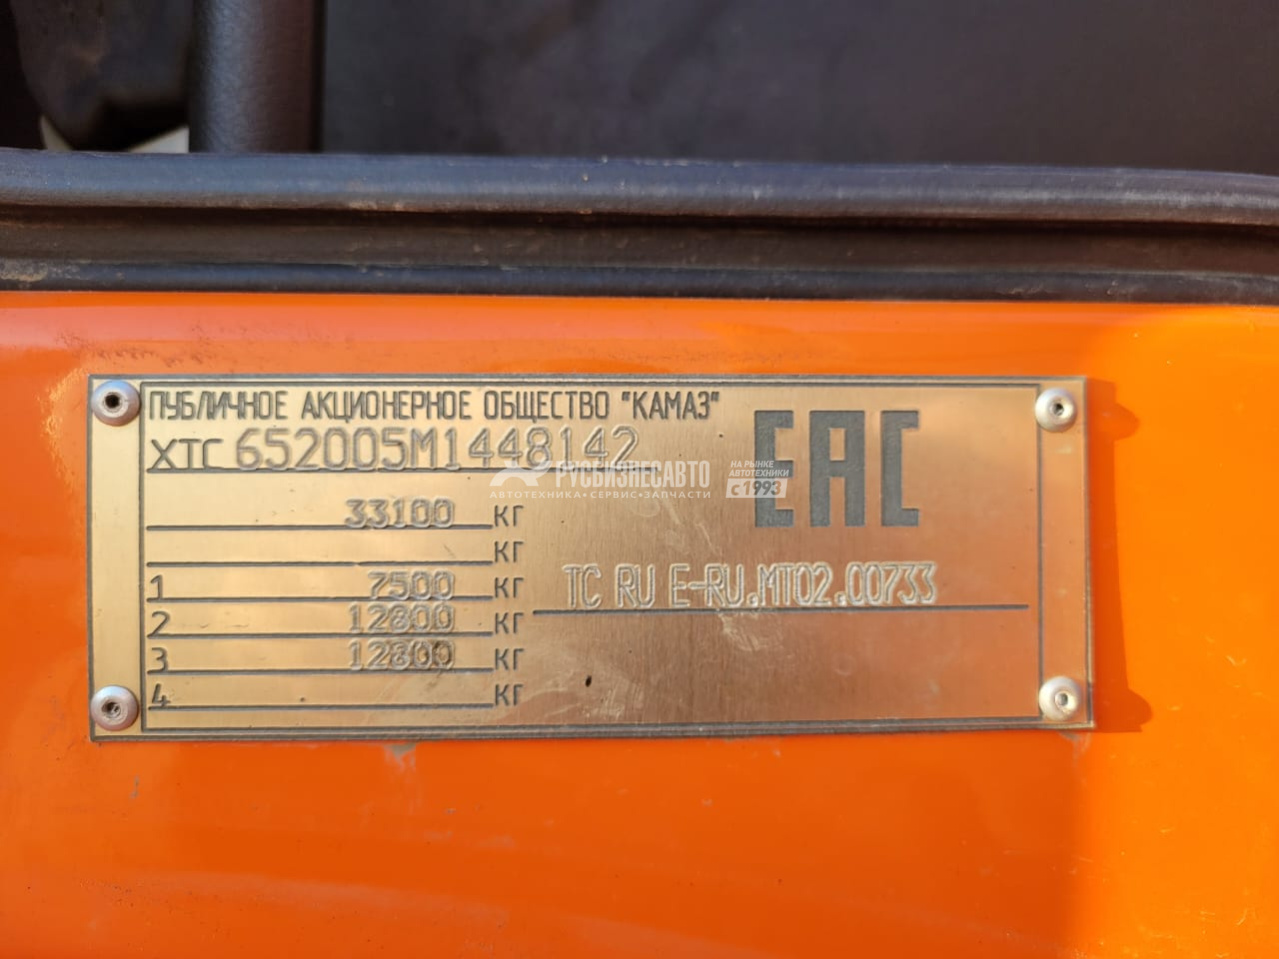 ПУБЛИЧНОЕ АКЦИОНЕРНОЕ ОБЩЕСТВО "КАМАЗ"
XTC 652005M1448142
EAC
РУСБИЗНЕСАВТО
АВТОТЕХНИКА•СЕРВИС•ЗАПЧАСТИ
НА РЫНКЕ
АВТОТЕХНИКИ
с 1993
33100 КГ
КГ
1 7500 КГ
TC RU E-RU.MT02.00733
2 12800 КГ
3 12800 КГ
4 КГ